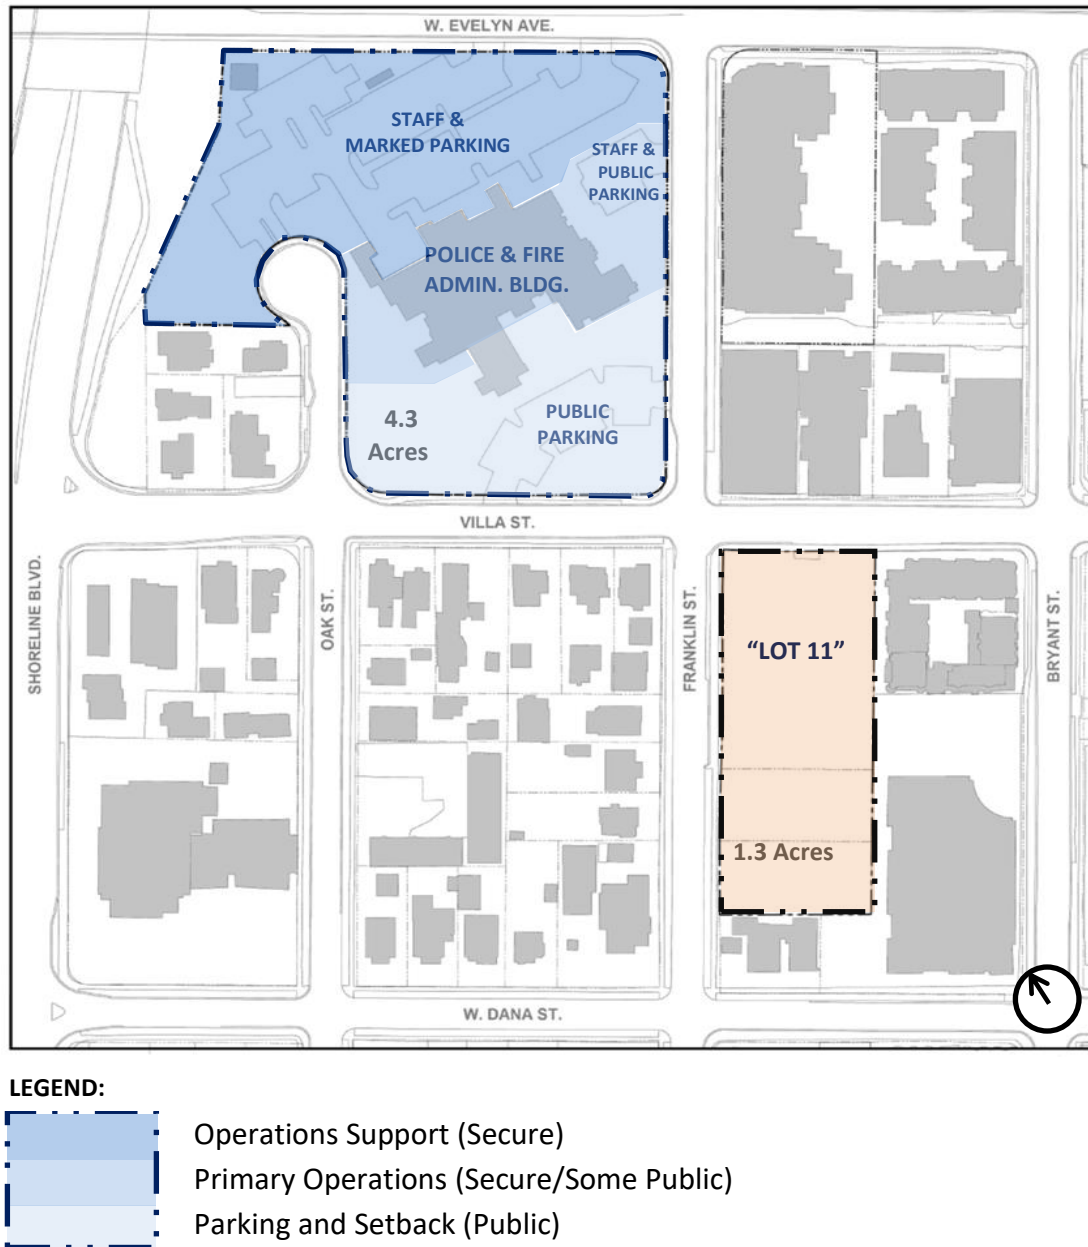 W. EVELYN AVE.
STAFF &
MARKED PARKING
STAFF &
PUBLIC
PARKING
POLICE & FIRE
ADMIN. BLDG.
4.3
Acres
PUBLIC
PARKING
VILLA ST.
SHORELINE BLVD.
OAK ST.
FRANKLIN ST.
“LOT 11”
BRYANT ST.
1.3 Acres
W. DANA ST.
LEGEND:
Operations Support (Secure)
Primary Operations (Secure/Some Public)
Parking and Setback (Public)